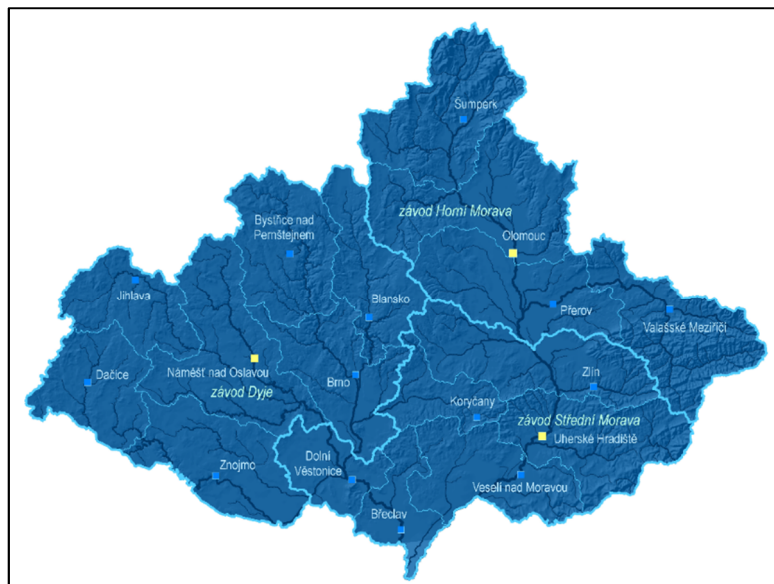 Šumperk
závod Horní Morava
Bystřice nad
Pernštejnem
Olomouc
Jihlava
Blansko
Přerov
Valašské Meziříčí
Náměšť nad Oslavou
Dačice
Brno
Zlín
závod Dyje
Koryčany
závod Střední Morava
Uherské Hradiště
Dolní
Věstonice
Znojmo
Veselí nad Moravou
Břeclav